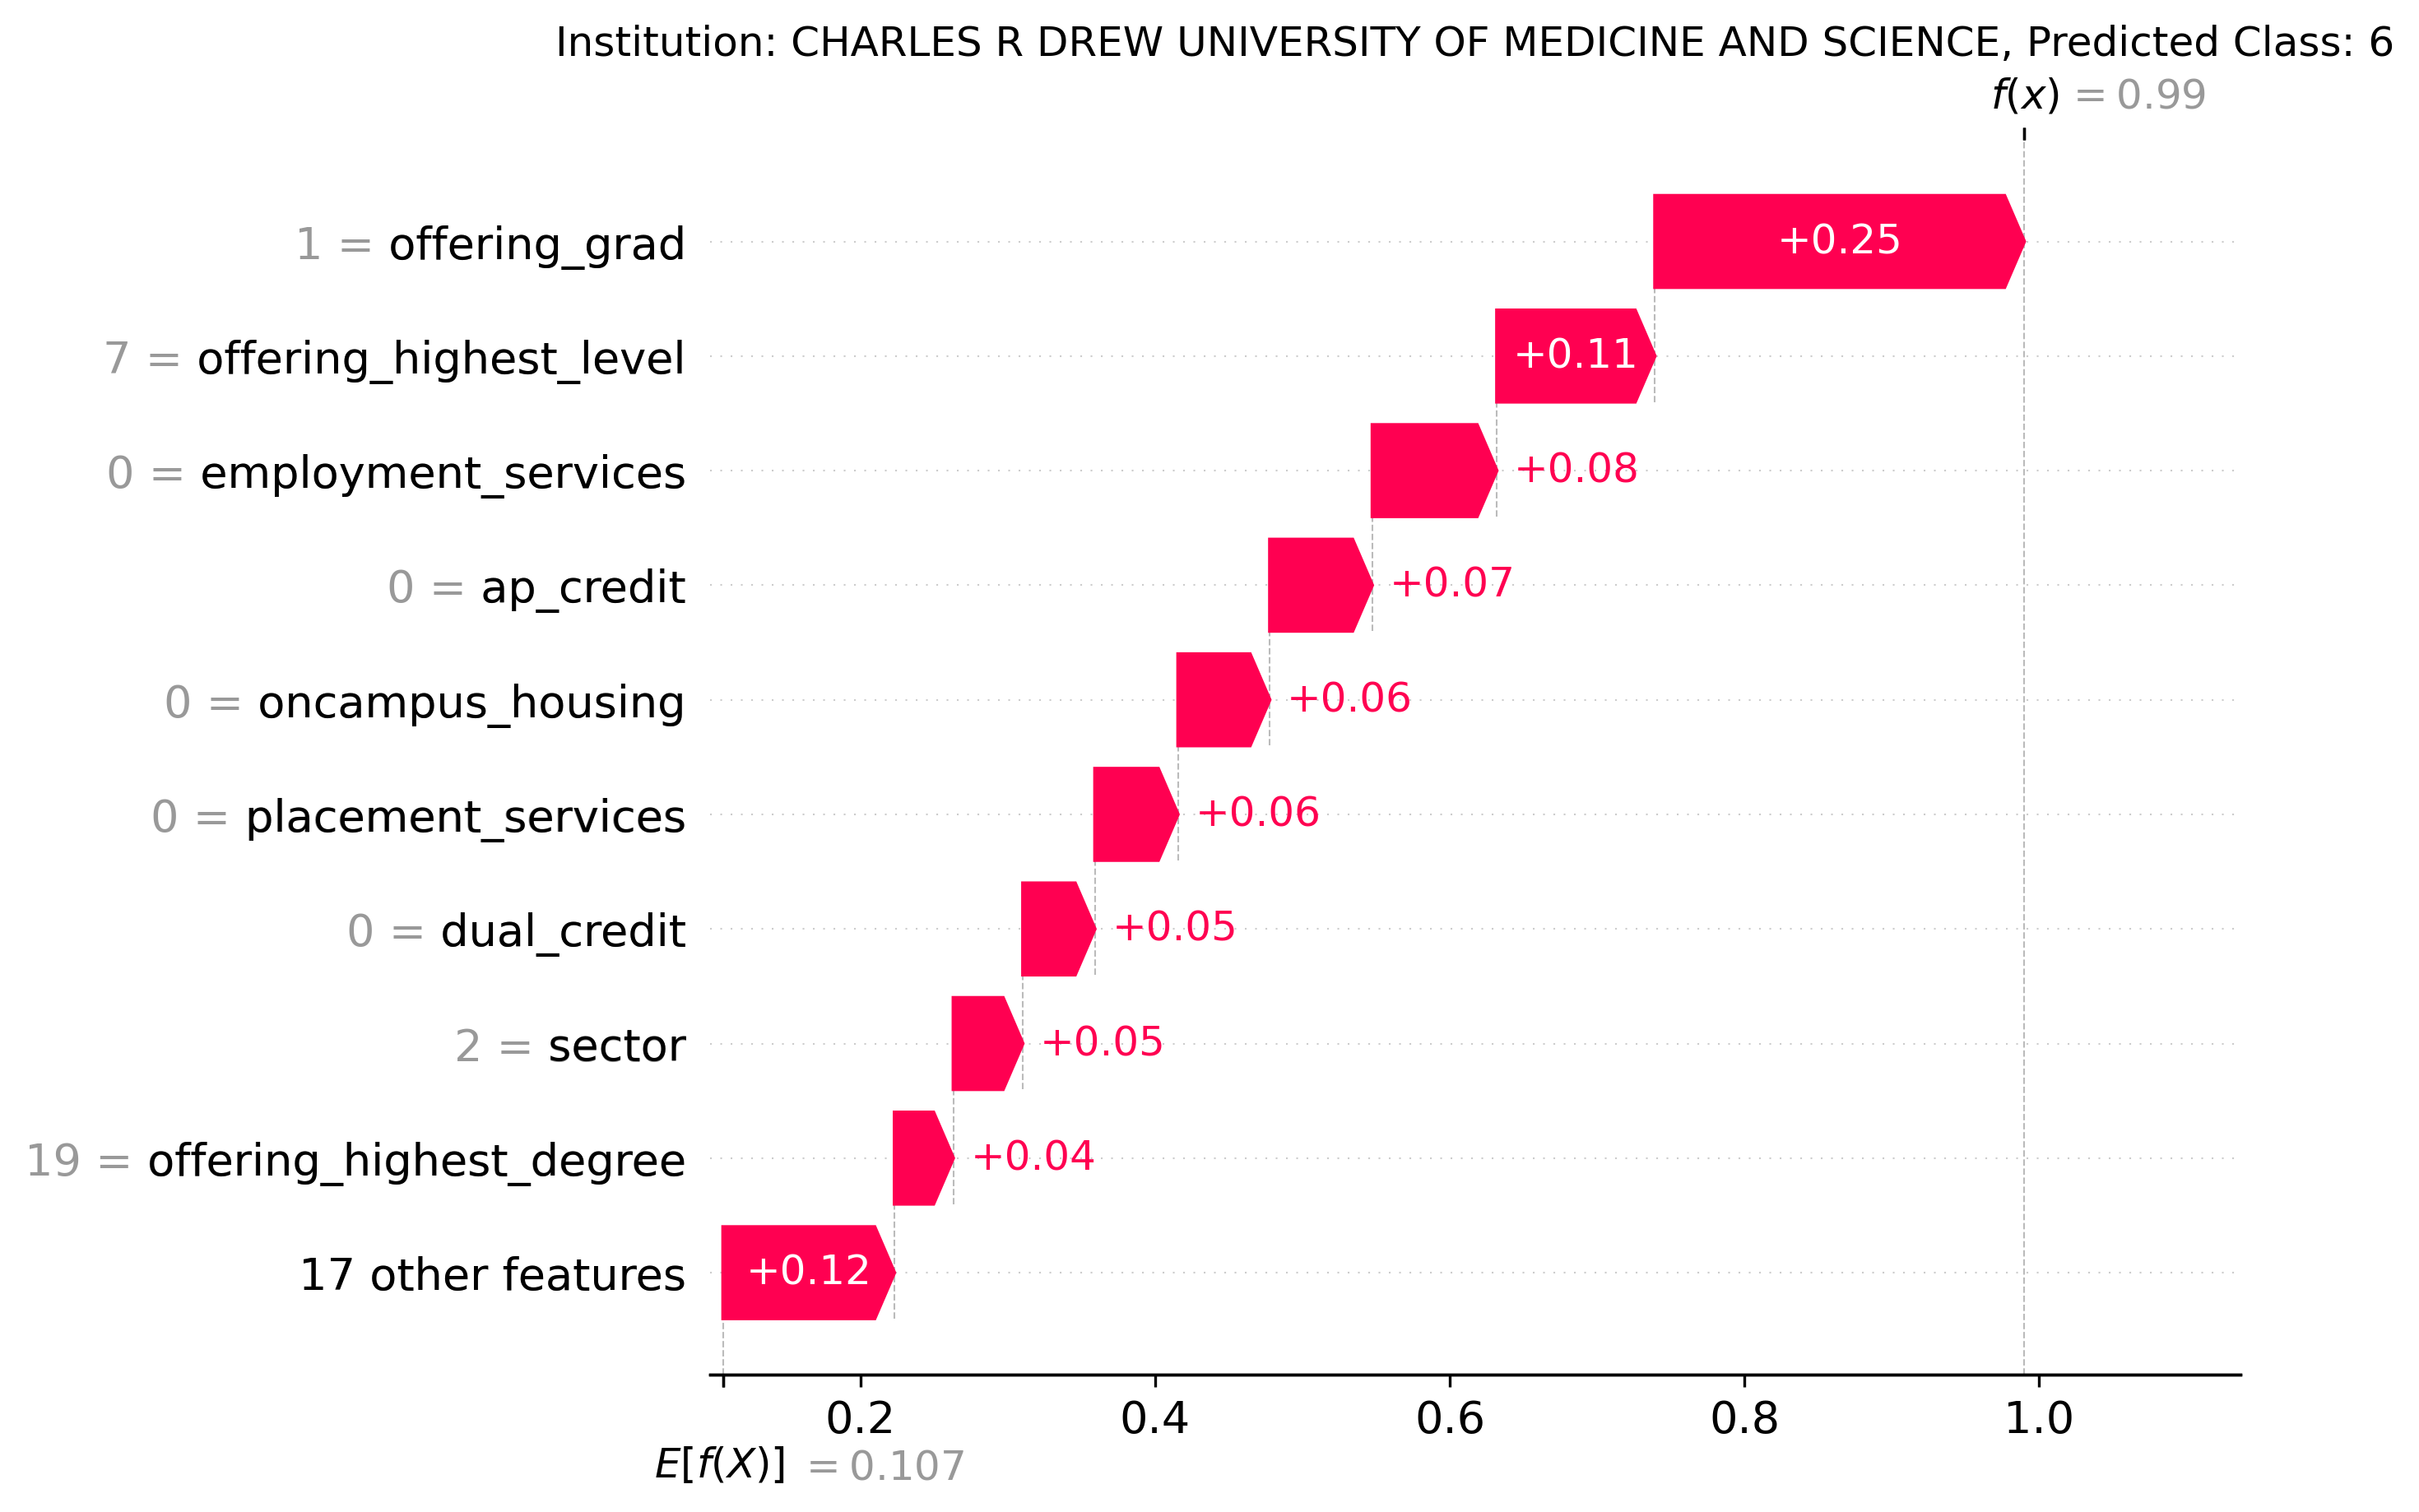 Institution: CHARLES R DREW UNIVERSITY OF MEDICINE AND SCIENCE, Predicted Class: 6
f(x) = 0.99
1 = offering_grad +0.25
7 = offering_highest_level +0.11
0 = employment_services +0.08
0 = ap_credit +0.07
0 = oncampus_housing +0.06
0 = placement_services +0.06
0 = dual_credit +0.05
2 = sector +0.05
19 = offering_highest_degree +0.04
17 other features +0.12
0.2 0.4 0.6 0.8 1.0
E[f(X)] = 0.107